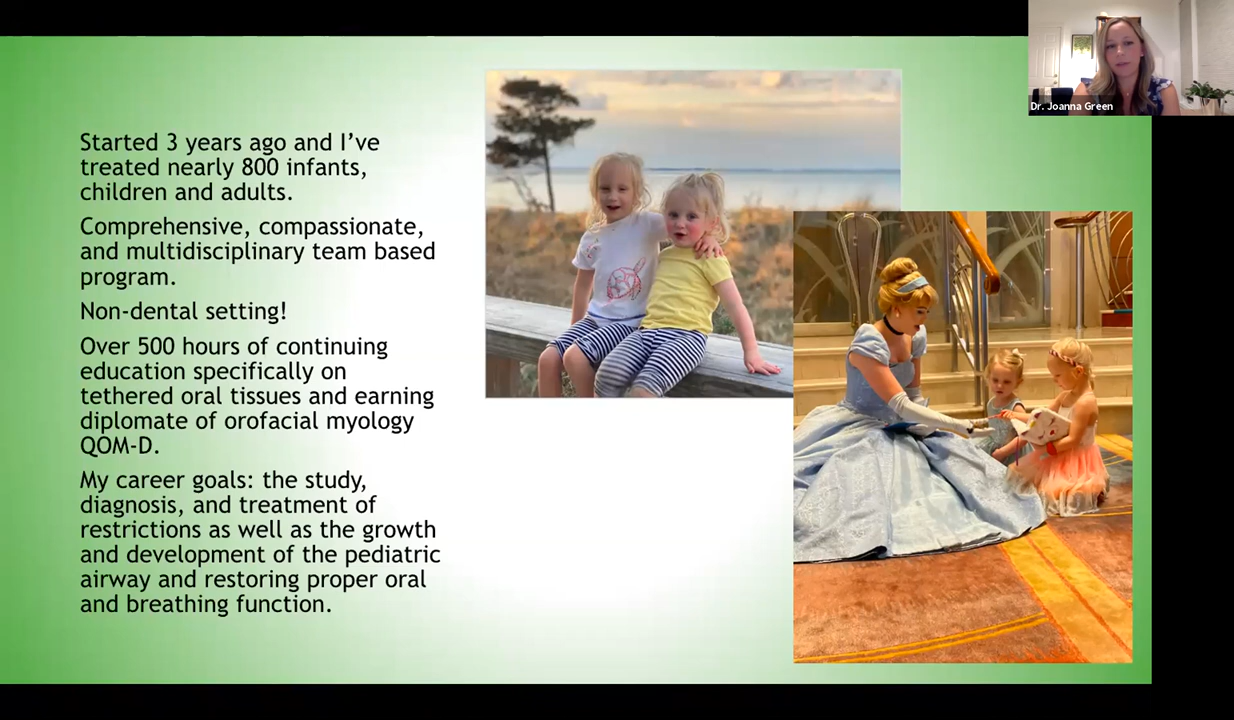 Dr. Joanna Green
Started 3 years ago and I’ve
treated nearly 800 infants,
children and adults.
Comprehensive, compassionate,
and multidisciplinary team based
program.
Non-dental setting!
Over 500 hours of continuing
education specifically on
tethered oral tissues and earning
diplomate of orofacial myology
QOM-D.
My career goals: the study,
diagnosis, and treatment of
restrictions as well as the growth
and development of the pediatric
airway and restoring proper oral
and breathing function.